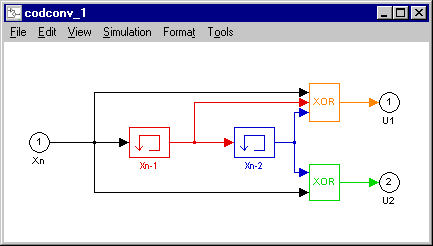 codconv_1
File Edit View Simulation Format Tools
XOR
1
U1
1
Xn
Xn-1
Xn-2
XOR
2
U2